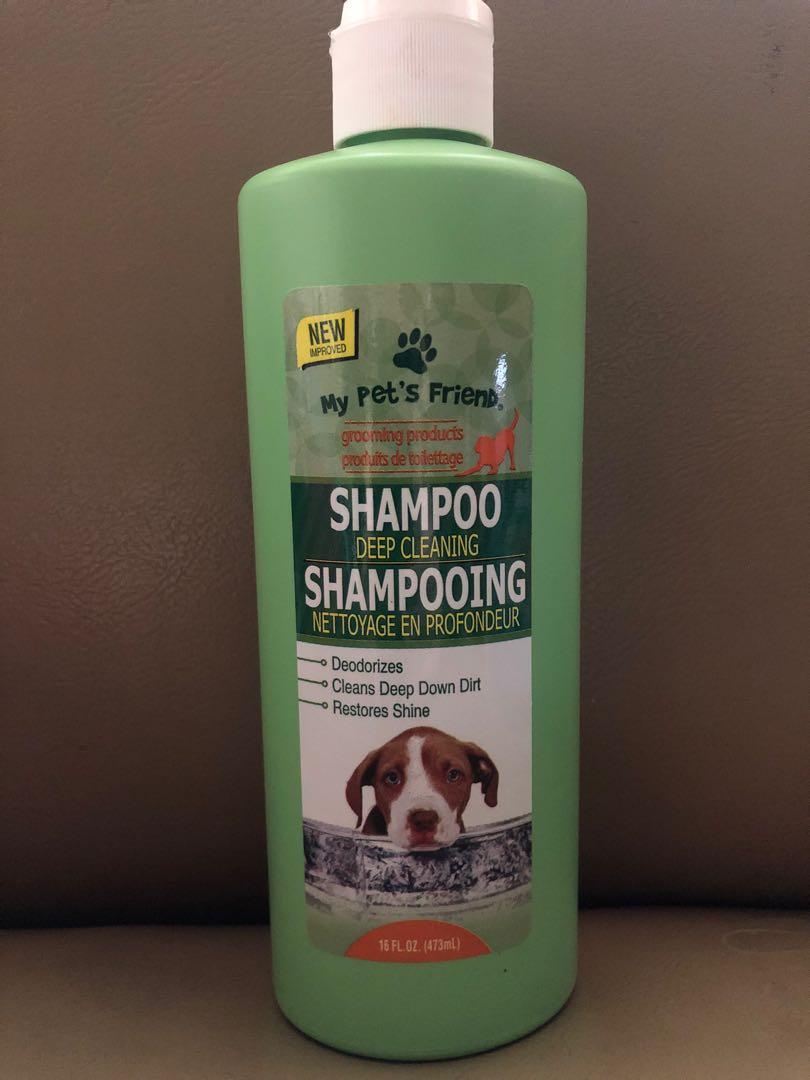 NEW
IMPROVED
My Pet's Friend
grooming products
produits de toilettage
SHAMPOO
DEEP CLEANING
SHAMPOOING
NETTOYAGE EN PROFONDEUR
Deodorizes
Cleans Deep Down Dirt
Restores Shine
16 FL.OZ. (473mL)